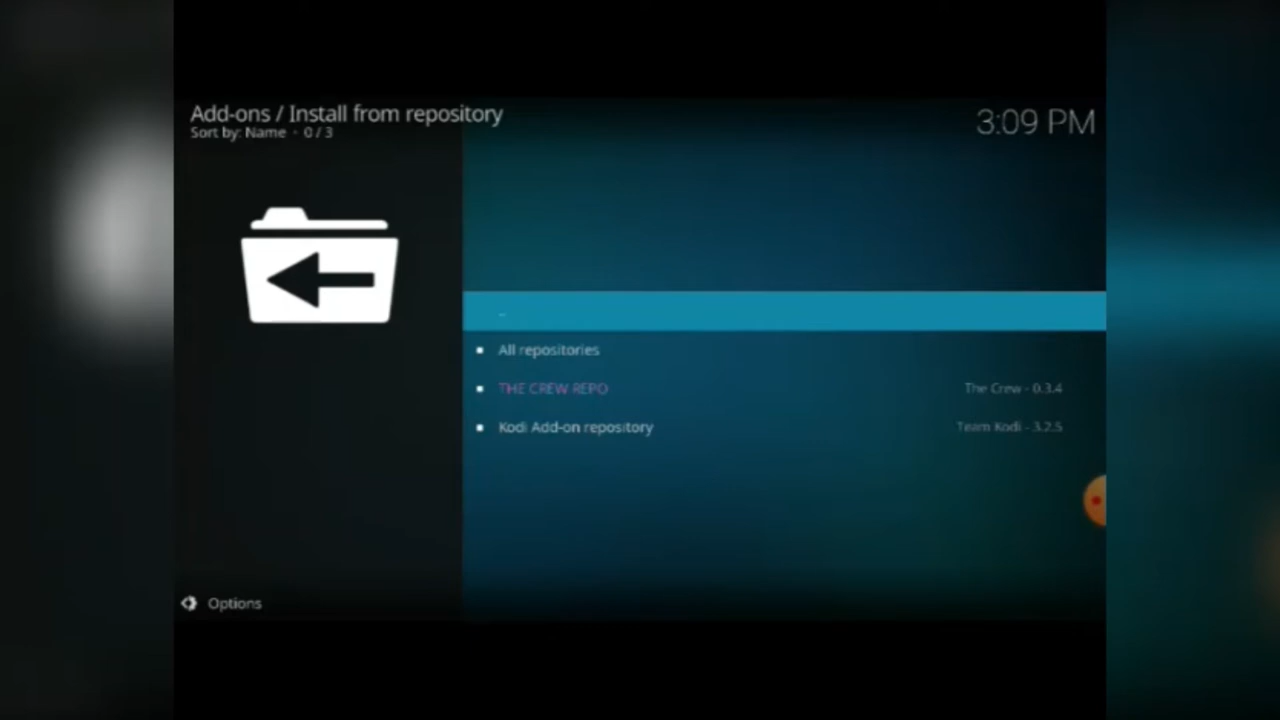 Add-ons / Install from repository
Sort by: Name • 0 / 3
3:09 PM
..
All repositories
THE CREW REPO The Crew - 0.3.4
Kodi Add-on repository Team Kodi - 3.2.5
Options